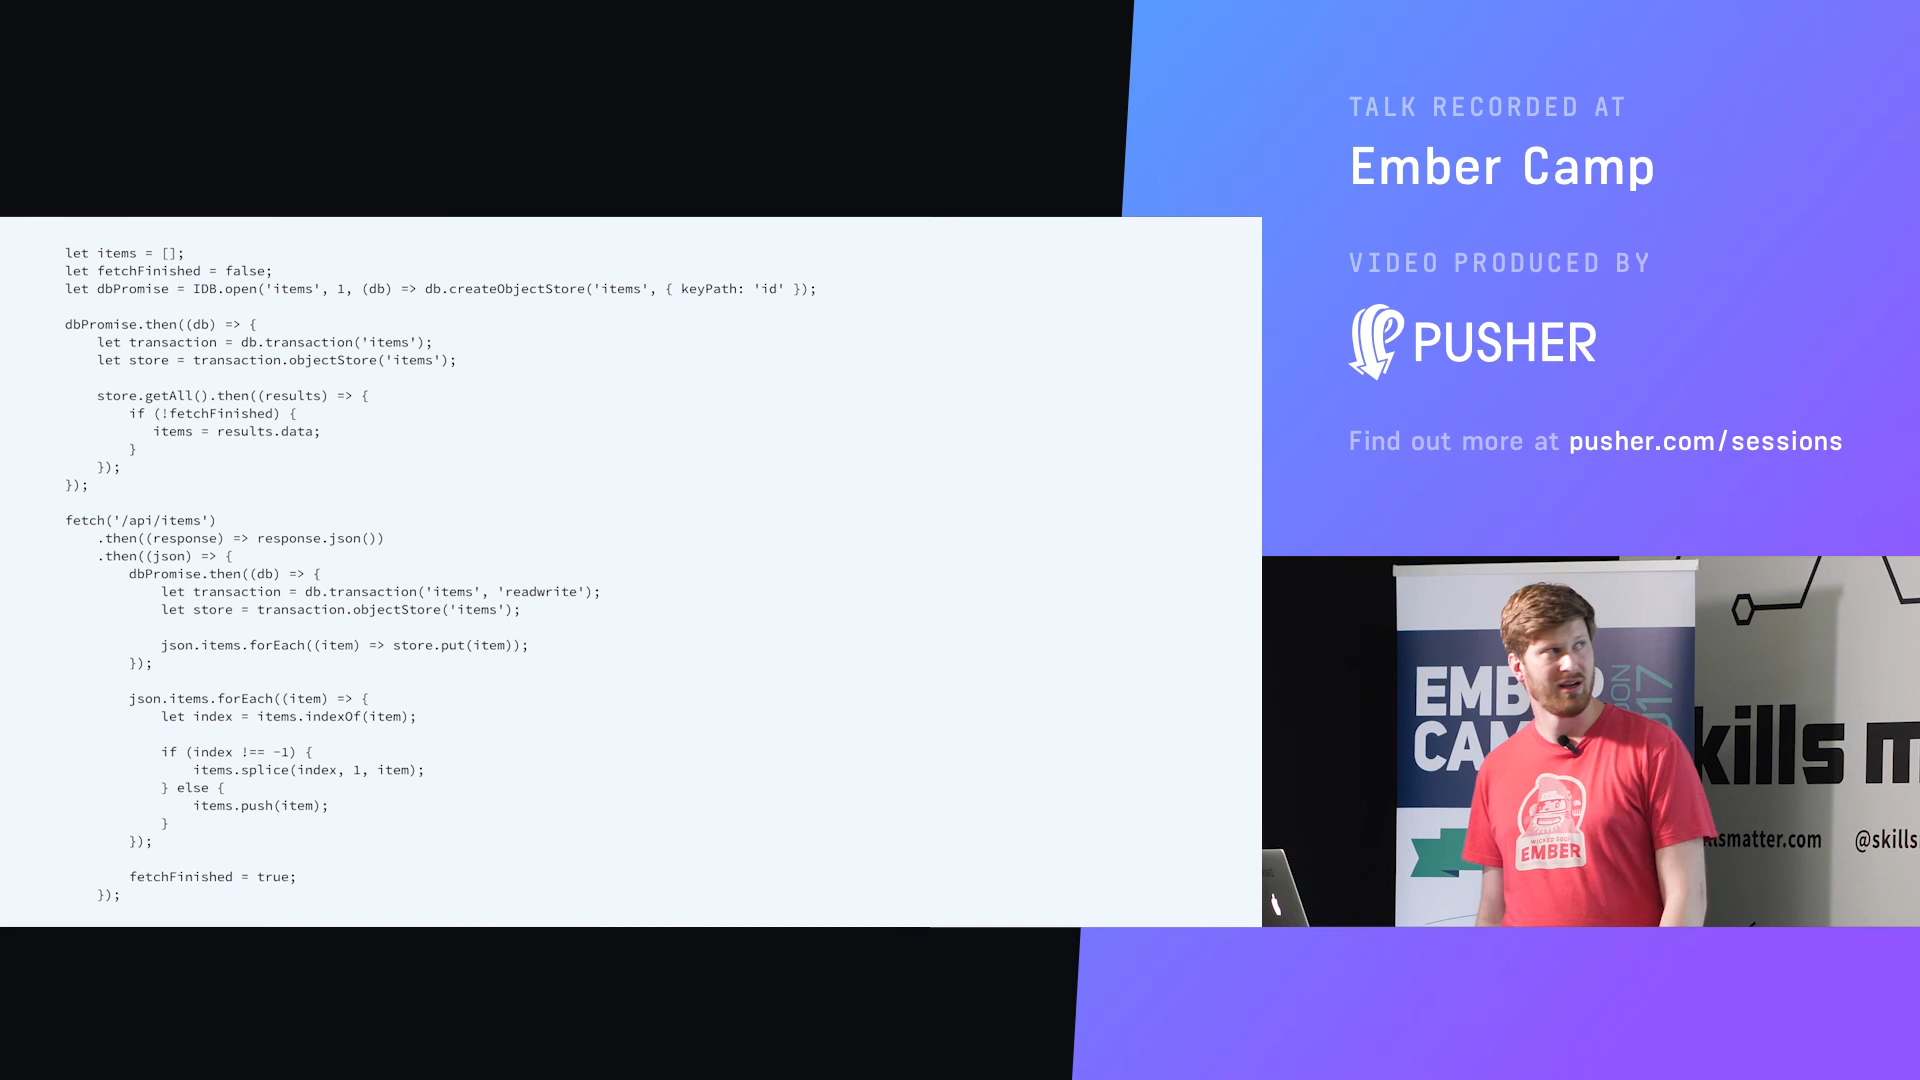 TALK RECORDED AT
Ember Camp
VIDEO PRODUCED BY
PUSHER
Find out more at pusher.com/sessions
let items = [];
let fetchFinished = false;
let dbPromise = IDB.open('items', 1, (db) => db.createObjectStore('items', { keyPath: 'id' });
dbPromise.then((db) => {
    let transaction = db.transaction('items');
    let store = transaction.objectStore('items');
    store.getAll().then((results) => {
        if (!fetchFinished) {
           items = results.data;
        }
    });
});
fetch('/api/items')
    .then((response) => response.json())
    .then((json) => {
        dbPromise.then((db) => {
            let transaction = db.transaction('items', 'readwrite');
            let store = transaction.objectStore('items');
            json.items.forEach((item) => store.put(item));
        });
        json.items.forEach((item) => {
            let index = items.indexOf(item);
            if (index !== -1) {
                items.splice(index, 1, item);
            } else {
                items.push(item);
            }
        });
        fetchFinished = true;
    });
EMBER
WICKED GOOD
EMBER